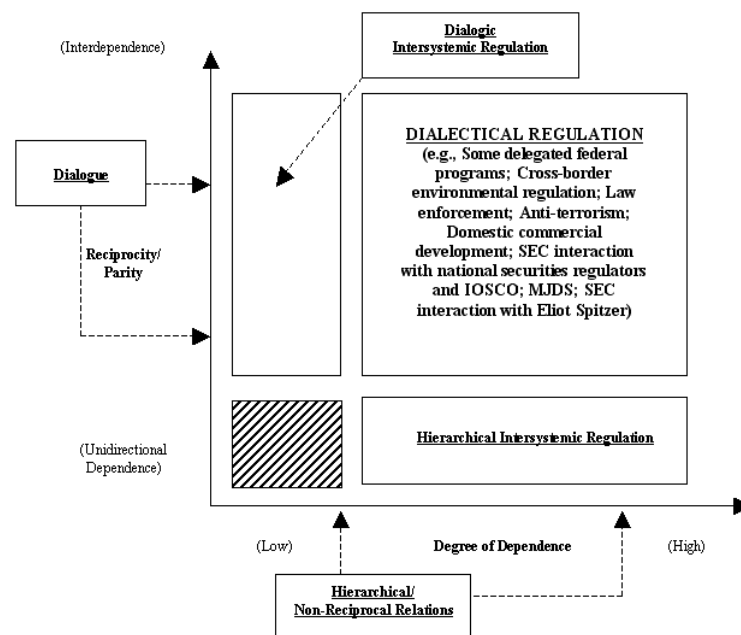 (Interdependence)
Dialogic
Intersystemic Regulation
DIALECTICAL REGULATION
(e.g., Some delegated federal
programs; Cross-border
environmental regulation; Law
enforcement; Anti-terrorism;
Domestic commercial
development; SEC interaction
with national securities regulators
and IOSCO; MJDS; SEC
interaction with Eliot Spitzer)
Dialogue
Reciprocity/
Parity
(Unidirectional
Dependence)
Hierarchical Intersystemic Regulation
(Low)
Degree of Dependence
(High)
Hierarchical/
Non-Reciprocal Relations